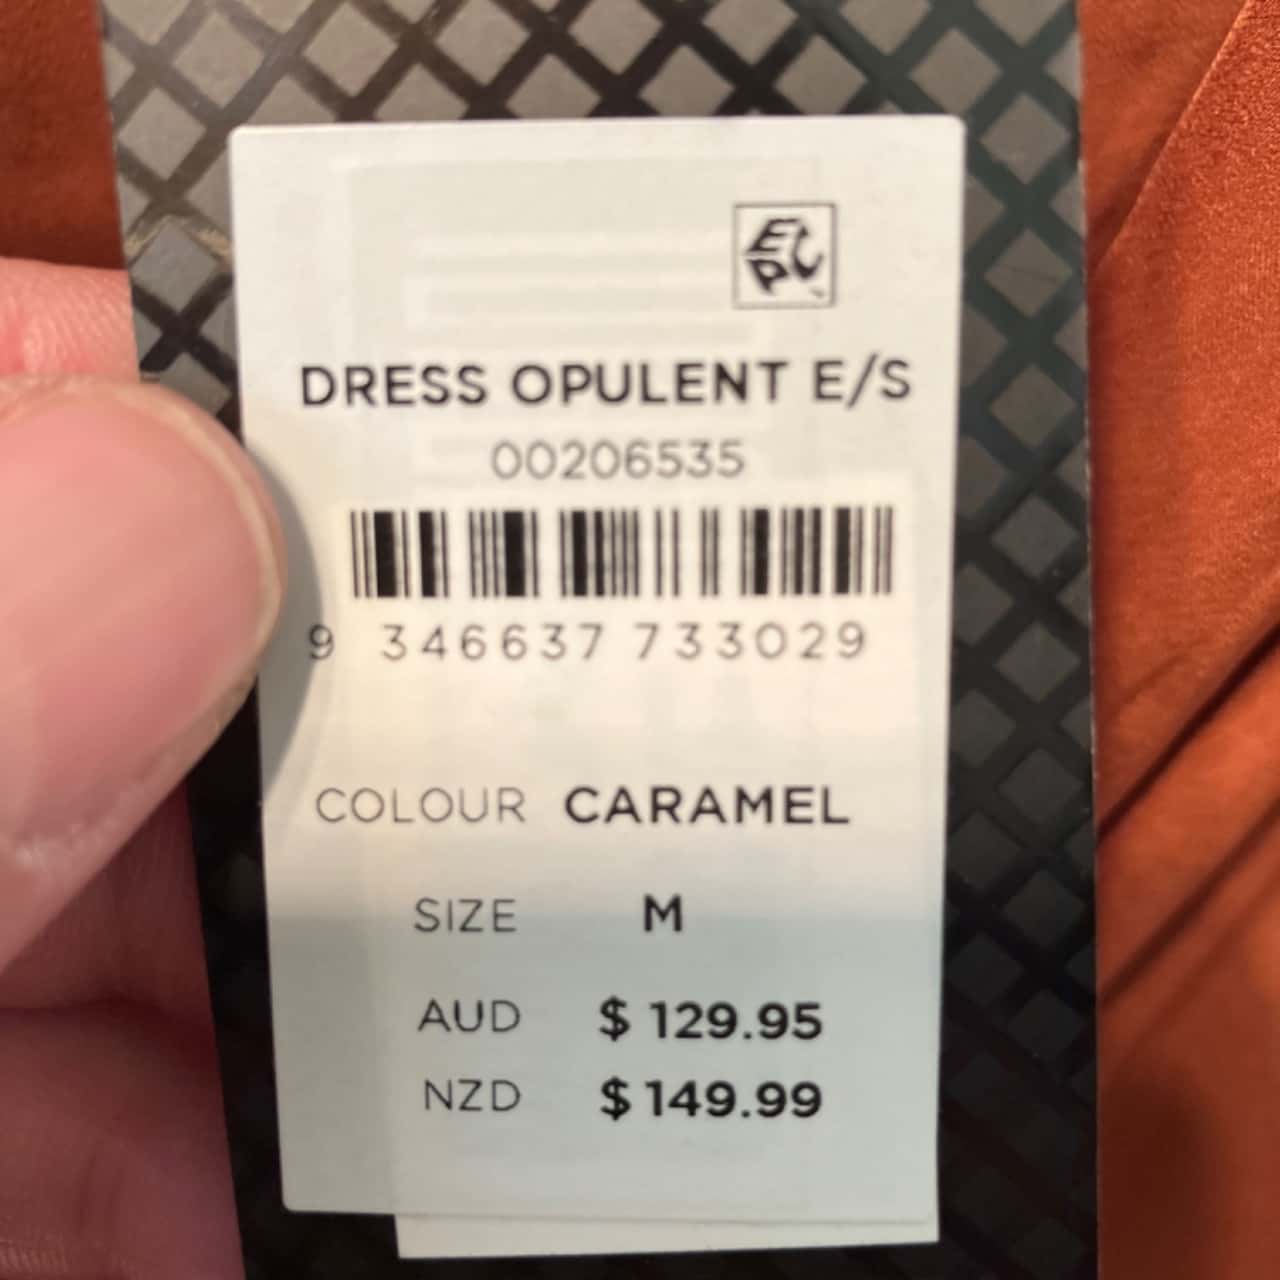 DRESS OPULENT E/S
00206535
9 346637 733029
COLOUR CARAMEL
SIZE M
AUD $ 129.95
NZD $ 149.99